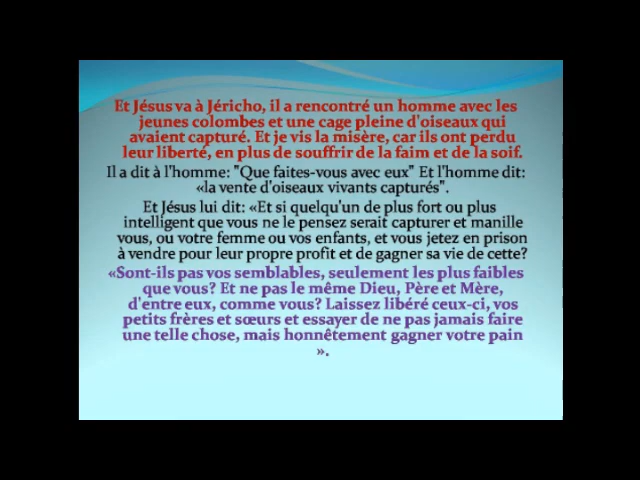 Et Jésus va à Jéricho, il a rencontré un homme avec les
jeunes colombes et une cage pleine d'oiseaux qui
avaient capturé. Et je vis la misère, car ils ont perdu
leur liberté, en plus de souffrir de la faim et de la soif.
Il a dit à l'homme: "Que faites-vous avec eux" Et l'homme dit:
«la vente d'oiseaux vivants capturés".
Et Jésus lui dit: «Et si quelqu'un de plus fort ou plus
intelligent que vous ne le pensez serait capturer et manille
vous, ou votre femme ou vos enfants, et vous jetez en prison
à vendre pour leur propre profit et de gagner sa vie de cette?
«Sont-ils pas vos semblables, seulement les plus faibles
que vous? Et ne pas le même Dieu, Père et Mère,
d'entre eux, comme vous? Laissez libéré ceux-ci, vos
petits frères et sœurs et essayer de ne pas jamais faire
une telle chose, mais honnêtement gagner votre pain
».